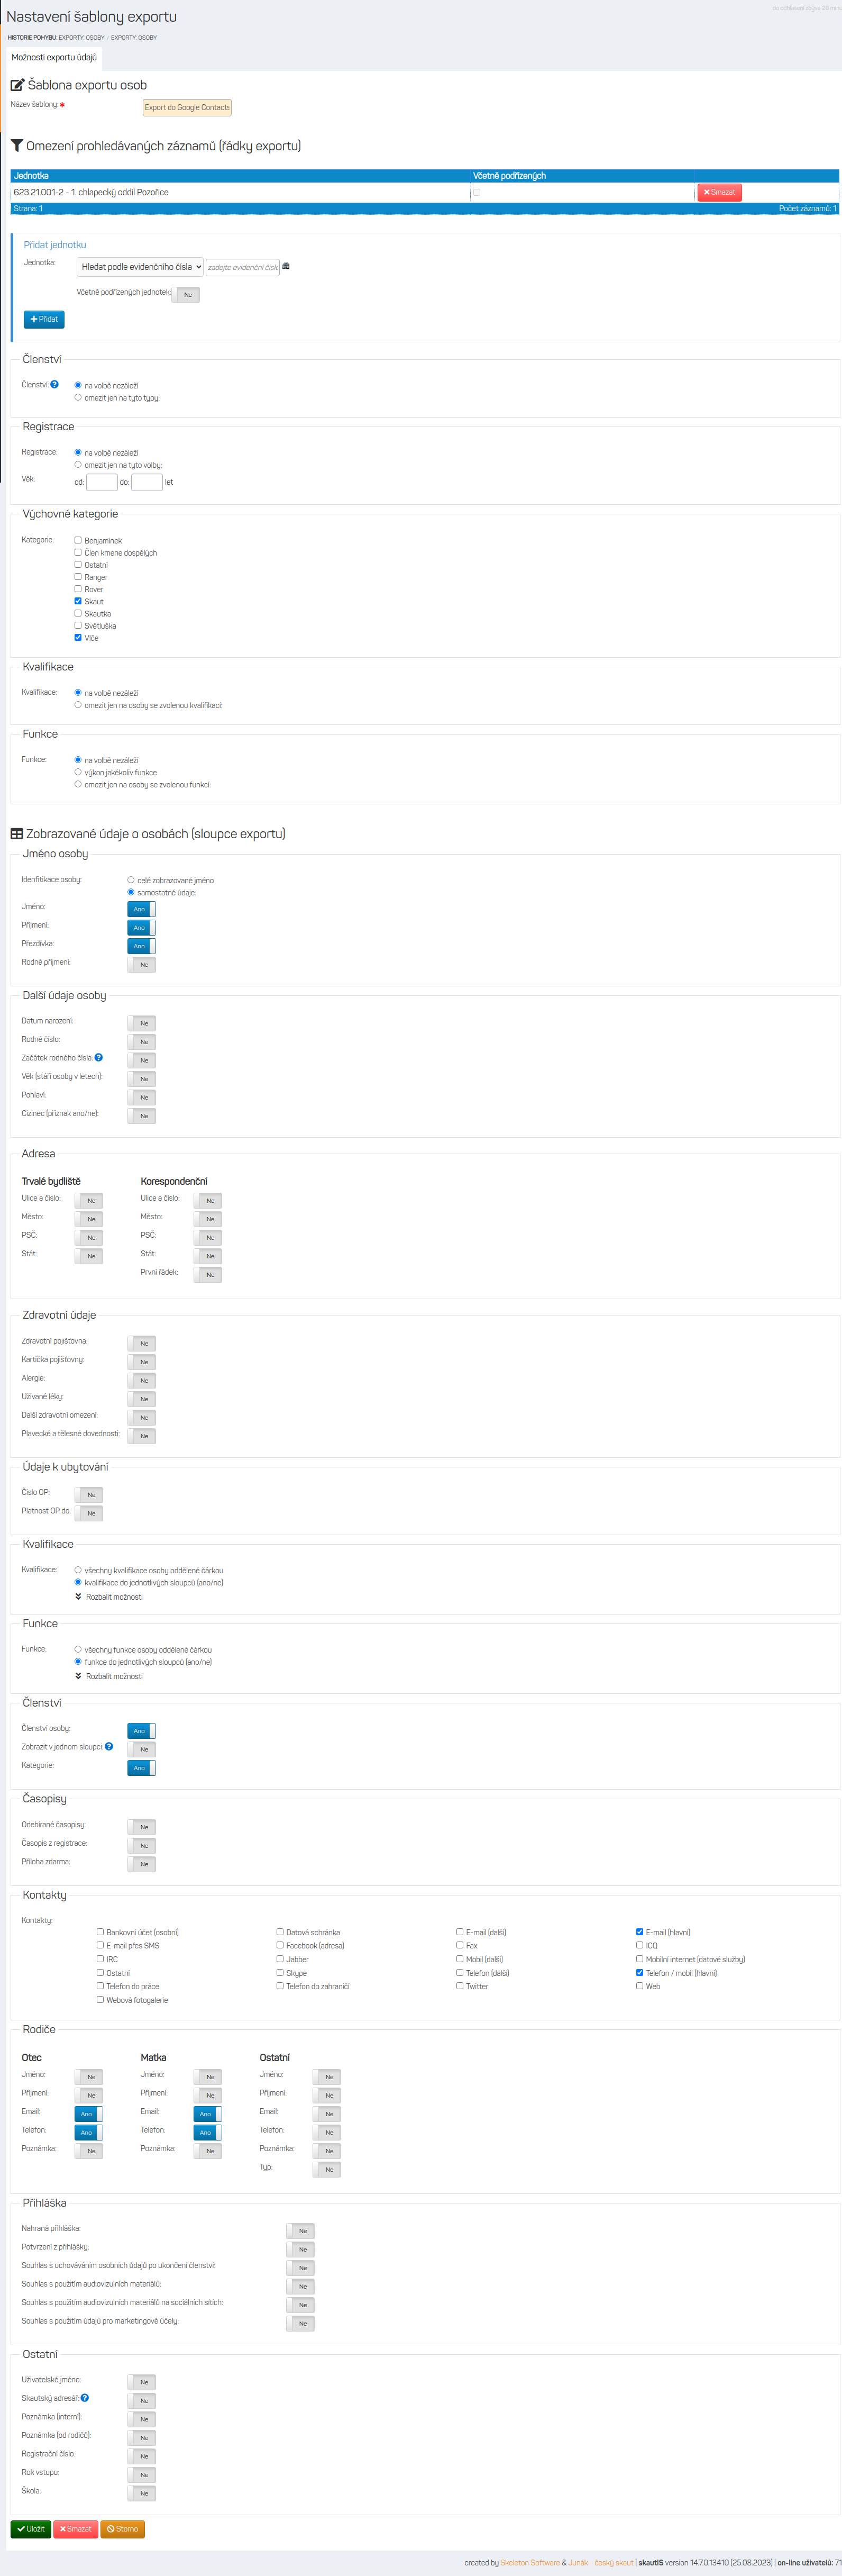 do odhlášení zbývá 28 minut
Nastavení šablony exportu
HISTORIE POHYBU: EXPORTY: OSOBY / EXPORTY: OSOBY
Možnosti exportu údajů
Šablona exportu osob
Název šablony: Export do Google Contacts
Omezení prohledávaných záznamů (řádky exportu)
Jednotka Včetně podřízených
623.21.001-2 - 1. chlapecký oddíl Pozořice Smazat
Strana: 1 Počet záznamů: 1
Přidat jednotku
Jednotka: Hledat podle evidenčního čísla zadejte evidenční čísl
Včetně podřízených jednotek: Ne
Přidat
Členství
Členství: na volbě nezáleží
omezit jen na tyto typy:
Registrace
Registrace: na volbě nezáleží
omezit jen na tyto volby:
Věk: od: do: let
Výchovné kategorie
Kategorie: Benjamínek
Člen kmene dospělých
Ostatní
Ranger
Rover
Skaut
Skautka
Světluška
Vlče
Kvalifikace
Kvalifikace: na volbě nezáleží
omezit jen na osoby se zvolenou kvalifikací:
Funkce
Funkce: na volbě nezáleží
výkon jakékoliv funkce
omezit jen na osoby se zvolenou funkcí:
Zobrazované údaje o osobách (sloupce exportu)
Jméno osoby
Idenfitikace osoby: celé zobrazované jméno
samostatné údaje:
Jméno: Ano
Příjmení: Ano
Přezdívka: Ano
Rodné příjmení: Ne
Další údaje osoby
Datum narození: Ne
Rodné číslo: Ne
Začátek rodného čísla: Ne
Věk (stáří osoby v letech): Ne
Pohlaví: Ne
Cizinec (příznak ano/ne): Ne
Adresa
Trvalé bydliště Korespondenční
Ulice a číslo: Ne Ulice a číslo: Ne
Město: Ne Město: Ne
PSČ: Ne PSČ: Ne
Stát: Ne Stát: Ne
První řádek: Ne
Zdravotní údaje
Zdravotní pojišťovna: Ne
Kartička pojišťovny: Ne
Alergie: Ne
Užívané léky: Ne
Další zdravotní omezení: Ne
Plavecké a tělesné dovednosti: Ne
Údaje k ubytování
Číslo OP: Ne
Platnost OP do: Ne
Kvalifikace
Kvalifikace: všechny kvalifikace osoby oddělené čárkou
kvalifikace do jednotlivých sloupců (ano/ne)
Rozbalit možnosti
Funkce
Funkce: všechny funkce osoby oddělené čárkou
funkce do jednotlivých sloupců (ano/ne)
Rozbalit možnosti
Členství
Členství osoby: Ano
Zobrazit v jednom sloupci Ne
Kategorie: Ano
Časopisy
Odebírané časopisy: Ne
Časopis z registrace: Ne
Příloha zdarma: Ne
Kontakty
Kontakty:
Bankovní účet (osobní) Datová schránka E-mail (další) E-mail (hlavní)
E-mail přes SMS Facebook (adresa) Fax ICQ
IRC Jabber Mobil (další) Mobilní internet (datové služby)
Ostatní Skype Telefon (další) Telefon / mobil (hlavní)
Telefon do práce Telefon do zahraničí Twitter Web
Webová fotogalerie
Rodiče
Otec Matka Ostatní
Jméno: Ne Jméno: Ne Jméno: Ne
Příjmení: Ne Příjmení: Ne Příjmení: Ne
Email: Ano Email: Ano Email: Ne
Telefon: Ano Telefon: Ano Telefon: Ne
Poznámka: Ne Poznámka: Ne Poznámka: Ne
Typ: Ne
Přihláška
Nahraná přihláška: Ne
Potvrzení z přihlášky: Ne
Souhlas s uchováváním osobních údajů po ukončení členství: Ne
Souhlas s použitím audiovizulních materiálů: Ne
Souhlas s použitím audiovizulních materiálů na sociálních sítích: Ne
Souhlas s použitím údajů pro marketingové účely: Ne
Ostatní
Uživatelské jméno: Ne
Skautský adresář: Ne
Poznámka (interní): Ne
Poznámka (od rodičů): Ne
Registrační číslo: Ne
Rok vstupu: Ne
Škola: Ne
Uložit Smazat Storno
created by Skeleton Software & Junák - český skaut | skautIS version 14.7.0.13410 (25.08.2023) | on-line uživatelů: 71